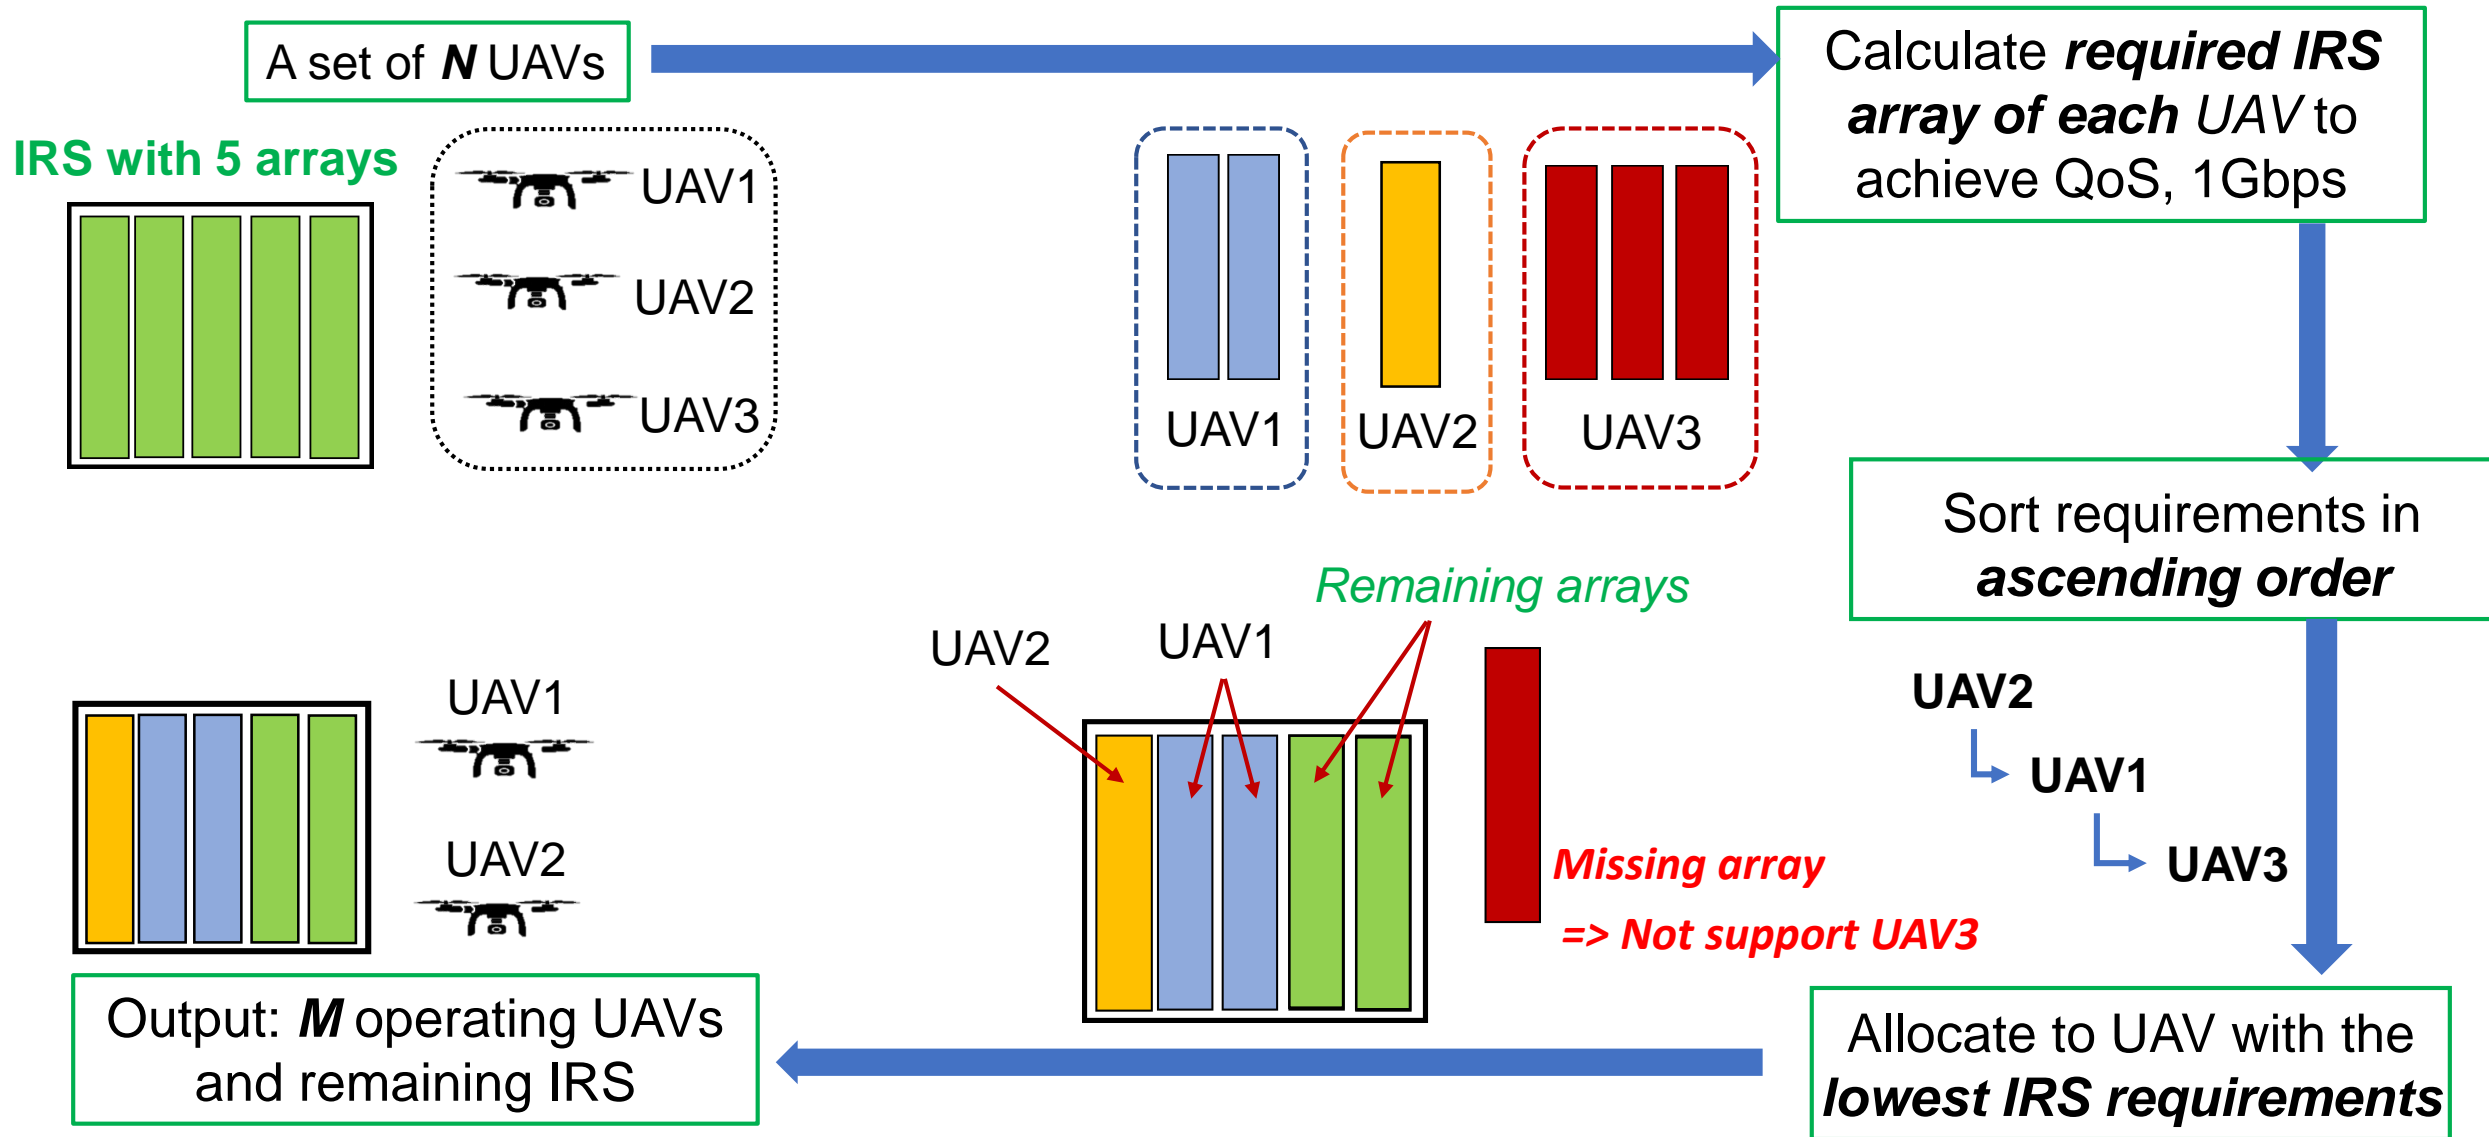 A set of N UAVs
Calculate required IRS
array of each UAV to
achieve QoS, 1Gbps
IRS with 5 arrays
UAV1
UAV2
UAV3
UAV1
UAV2
UAV3
Sort requirements in
ascending order
Remaining arrays
UAV2
UAV1
UAV2
UAV1
UAV3
Missing array
=> Not support UAV3
UAV1
UAV2
Allocate to UAV with the
lowest IRS requirements
Output: M operating UAVs
and remaining IRS